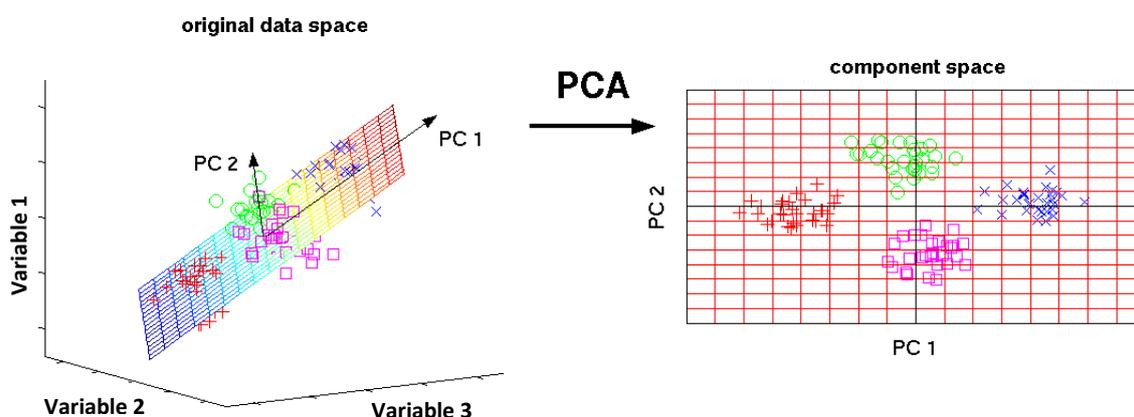 original data space
PC 1
PC 2
Variable 1
Variable 2
Variable 3
PCA
component space
PC 2
PC 1